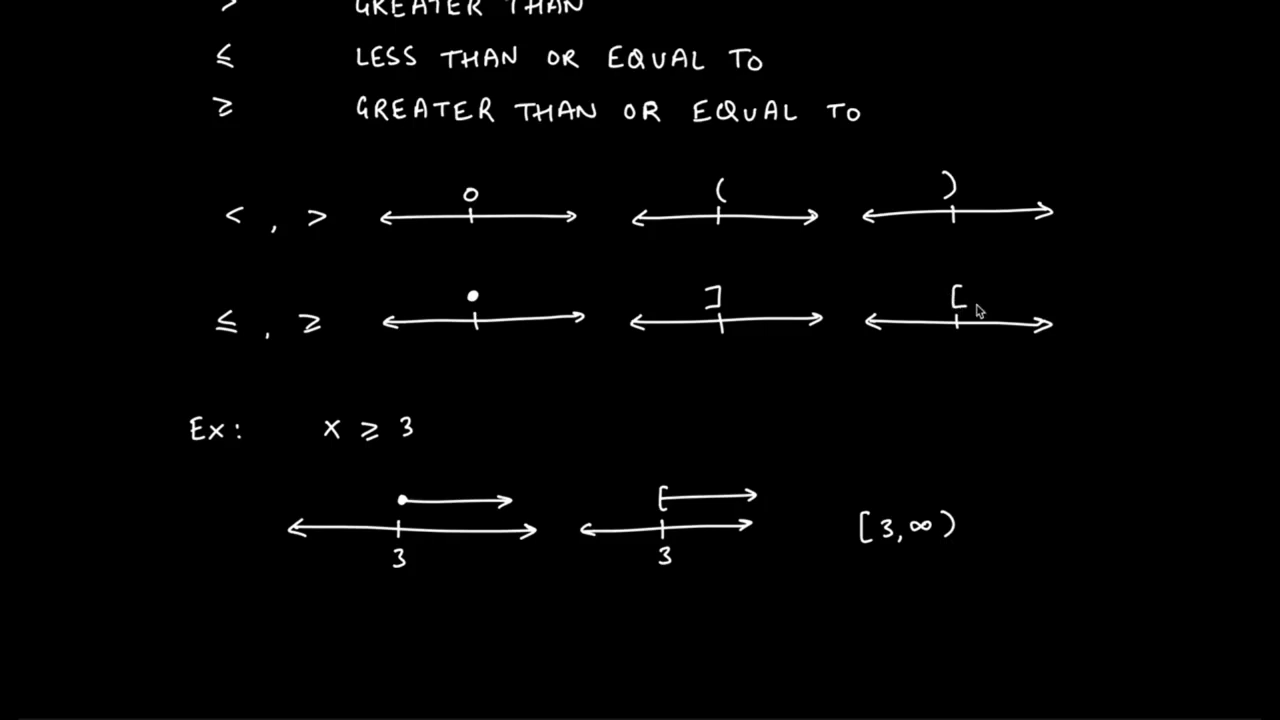 > GREATER THAN
≤ LESS THAN OR EQUAL TO
≥ GREATER THAN OR EQUAL TO
< , > ( )
≤ , ≥ ] [
Ex: x ≥ 3
[
3 3 [3, ∞)